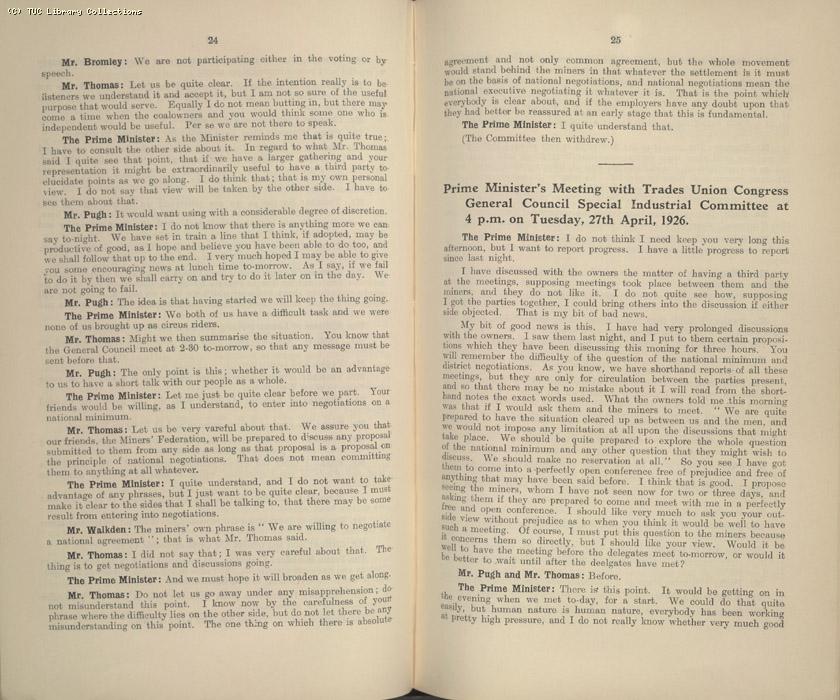 (C) TUC Library Collections
24
Mr. Bromley: We are not participating either in the voting or by
speech.
Mr. Thomas: Let us be quite clear. If the intention really is to be
listeners we understand it and accept it, but I am not so sure of the useful
purpose that would serve. Equally I do not mean butting in, but there may
come a time when the coalowners and you would think some one who is
independent would be useful. Per se we are not there to speak.
The Prime Minister: As the Minister reminds me that is quite true;
I have to consult the other side about it. In regard to what Mr. Thomas
said I quite see that point, that if we have a larger gathering and your
representation it might be extraordinarily useful to have a third party to
elucidate points as we go along. I do think that; that is my own personal
view. I do not say that view will be taken by the other side. I have to
see them about that.
Mr. Pugh: It would want using with a considerable degree of discretion.
The Prime Minister: I do not know that there is anything more we can
say to-night. We have set in train a line that I think, if adopted, may be
productive of good, as I hope and believe you have been able to do too, and
we shall follow that up to the end. I very much hoped I may be able to give
you some encouraging news at lunch time to-morrow. As I say, if we fail
to do it by then we shall carry on and try to do it later on in the day. We
are not going to fail.
Mr. Pugh: The idea is that having started we will keep the thing going.
The Prime Minister: We both of us have a difficult task and we were
none of us brought up as circus riders.
Mr. Thomas: Might we then summarise the situation. You know that
the General Council meet at 2-30 to-morrow, so that any message must be
sent before that.
Mr. Pugh: The only point is this; whether it would be an advantage
to us to have a short talk with our people as a whole.
The Prime Minister: Let me just be quite clear before we part. Your
friends would be willing, as I understand, to enter into negotiations on a
national minimum.
Mr. Thomas: Let us be very vareful about that. We assure you that
our friends, the Miners' Federation, will be prepared to discuss any proposal
submitted to them from any side as long as that proposal is a proposal on
the principle of national negotiations. That does not mean committing
them to anything at all whatever.
The Prime Minister: I quite understand, and I do not want to take
advantage of any phrases, but I just want to be quite clear, because I must
make it clear to the sides that I shall be talking to, that there may be some
result from entering into negotiations.
Mr. Walkden: The miners' own phrase is " We are willing to negotiate
a national agreement "; that is what Mr. Thomas said.
Mr. Thomas: I did not say that; I was very careful about that. The
thing is to get negotiations and discussions going.
The Prime Minister: And we must hope it will broaden as we get along.
Mr. Thomas: Do not let us go away under any misapprehension; do
not misunderstand this point. I know now by the carefulness of your
phrase where the difficulty lies on the other side, but do not let there be any
misunderstanding on this point. The one thing on which there is absolute
25
agreement and not only common agreement, but the whole movement
would stand behind the miners in that whatever the settlement is it must
be on the basis of national negotiations, and national negotiations mean the
national executive negotiating it whatever it is. That is the point which
everybody is clear about, and if the employers have any doubt upon that
they had better be reassured at an early stage that this is fundamental.
The Prime Minister: I quite understand that.
(The Committee then withdrew.)
Prime Minister's Meeting with Trades Union Congress
General Council Special Industrial Committee at
4 p.m. on Tuesday, 27th April, 1926.
The Prime Minister: I do not think I need keep you very long this
afternoon, but I want to report progress. I have a little progress to report
since last night.
I have discussed with the owners the matter of having a third party
at the meetings, supposing meetings took place between them and the
miners, and they do not like it. I do not quite see how, supposing
I got the parties together, I could bring others into the discussion if either
side objected. That is my bit of bad news.
My bit of good news is this. I have had very prolonged discussions
with the owners. I saw them last night, and I put to them certain proposi-
tions which they have been discussing this moning for three hours. You
will remember the difficulty of the question of the national minimum and
district negotiations. As you know, we have shorthand reports of all these
meetings, but they are only for circulation between the parties present,
and so that there may be no mistake about it I will read from the short-
hand notes the exact words used. What the owners told me this morning
was that if I would ask them and the miners to meet. " We are quite
prepared to have the situation cleared up as between us and the men, and
we would not impose any limitation at all upon the discussions that might
take place. We should be quite prepared to explore the whole question
of the national minimum and any other question that they might wish to
discuss. We should make no reservation at all." So you see I have got
them to come into a perfectly open conference free of prejudice and free of
anything that may have been said before. I think that is good. I propose
seeing the miners, whom I have not seen now for two or three days, and
asking them if they are prepared to come and meet with me in a perfectly
free and open conference. I should like very much to ask you your out-
side view without prejudice as to when you think it would be well to have
such a meeting. Of course, I must put this question to the miners because
it concerns them so directly, but I should like your view. Would it be
well to have the meeting before the delegates meet to-morrow, or would it
be better to wait until after the deelgates have met?
Mr. Pugh and Mr. Thomas: Before.
The Prime Minister: There is this point. It would be getting on in
the evening when we met to-day, for a start. We could do that quite
easily, but human nature is human nature, everybody has been working
at pretty high pressure, and I do not really know whether very much good